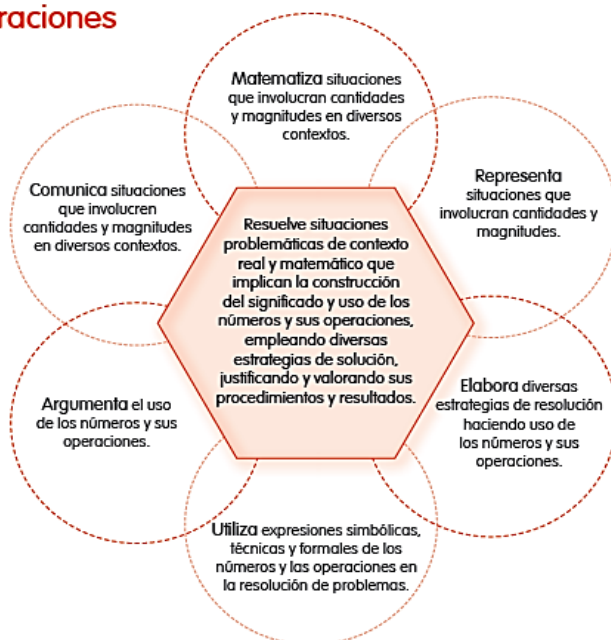 raciones
Matematiza situaciones
que involucran cantidades
y magnitudes en diversos
contextos.
Representa
situaciones que
involucran cantidades y
magnitudes.
Elabora diversas
estrategias de resolución
haciendo uso de
los números y sus
operaciones.
Utiliza expresiones simbólicas,
técnicas y formales de los
números y las operaciones en
la resolución de problemas.
Argumenta el uso
de los números y sus
operaciones.
Comunica situaciones
que involucren
cantidades y magnitudes
en diversos contextos.
Resuelve situaciones
problemáticas de contexto
real y matemático que
implican la construcción
del significado y uso de los
números y sus operaciones,
empleando diversas
estrategias de solución,
justificando y valorando sus
procedimientos y resultados.